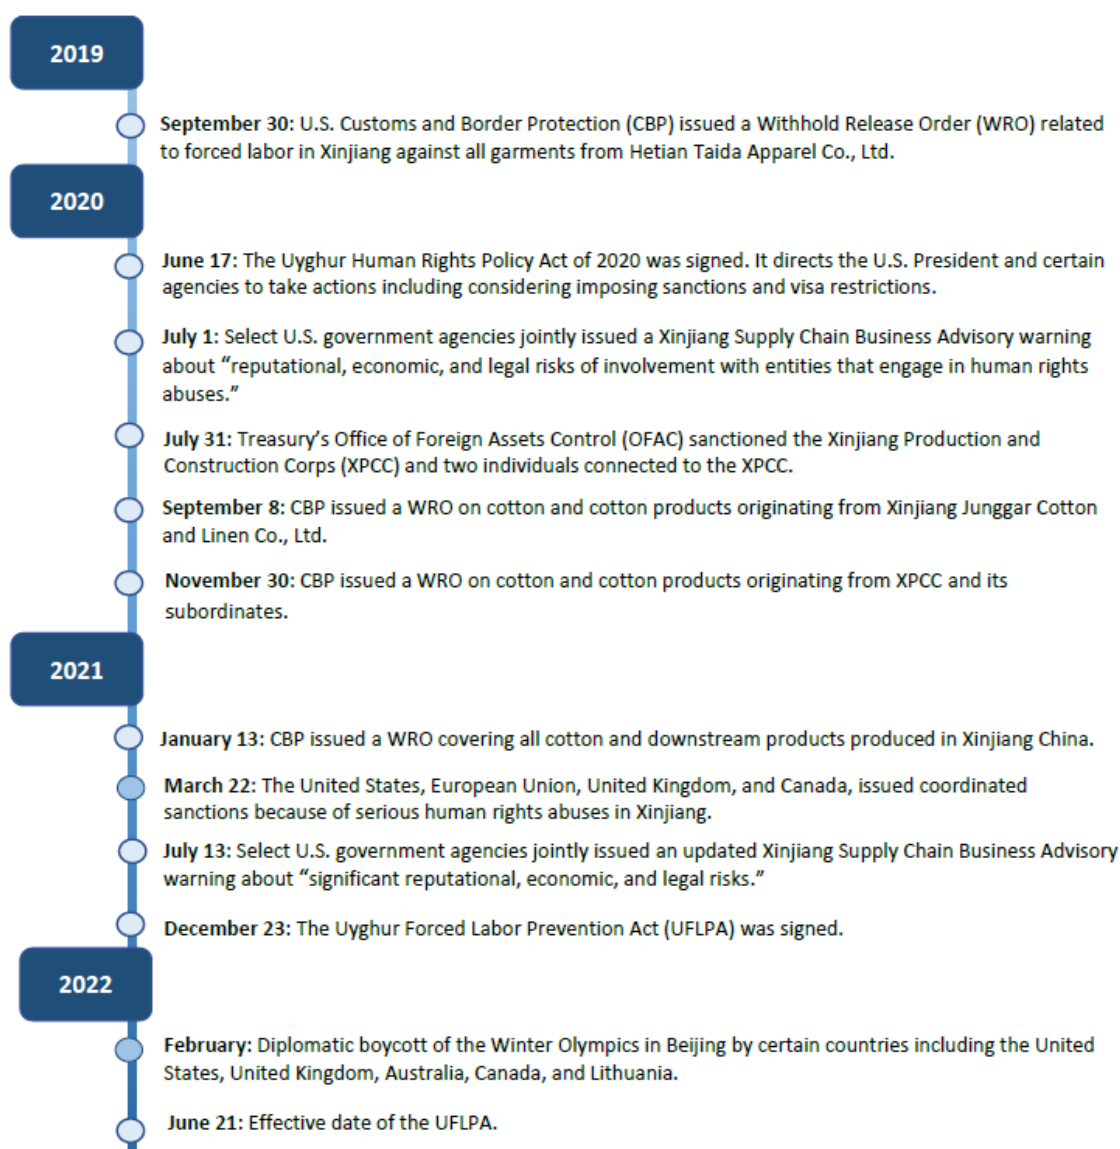 2019
September 30: U.S. Customs and Border Protection (CBP) issued a Withhold Release Order (WRO) related
to forced labor in Xinjiang against all garments from Hetian Taida Apparel Co., Ltd.
2020
June 17: The Uyghur Human Rights Policy Act of 2020 was signed. It directs the U.S. President and certain
agencies to take actions including considering imposing sanctions and visa restrictions.
July 1: Select U.S. government agencies jointly issued a Xinjiang Supply Chain Business Advisory warning
about “reputational, economic, and legal risks of involvement with entities that engage in human rights
abuses.”
July 31: Treasury’s Office of Foreign Assets Control (OFAC) sanctioned the Xinjiang Production and
Construction Corps (XPCC) and two individuals connected to the XPCC.
September 8: CBP issued a WRO on cotton and cotton products originating from Xinjiang Junggar Cotton
and Linen Co., Ltd.
November 30: CBP issued a WRO on cotton and cotton products originating from XPCC and its
subordinates.
2021
January 13: CBP issued a WRO covering all cotton and downstream products produced in Xinjiang China.
March 22: The United States, European Union, United Kingdom, and Canada, issued coordinated
sanctions because of serious human rights abuses in Xinjiang.
July 13: Select U.S. government agencies jointly issued an updated Xinjiang Supply Chain Business Advisory
warning about “significant reputational, economic, and legal risks.”
December 23: The Uyghur Forced Labor Prevention Act (UFLPA) was signed.
2022
February: Diplomatic boycott of the Winter Olympics in Beijing by certain countries including the United
States, United Kingdom, Australia, Canada, and Lithuania.
June 21: Effective date of the UFLPA.